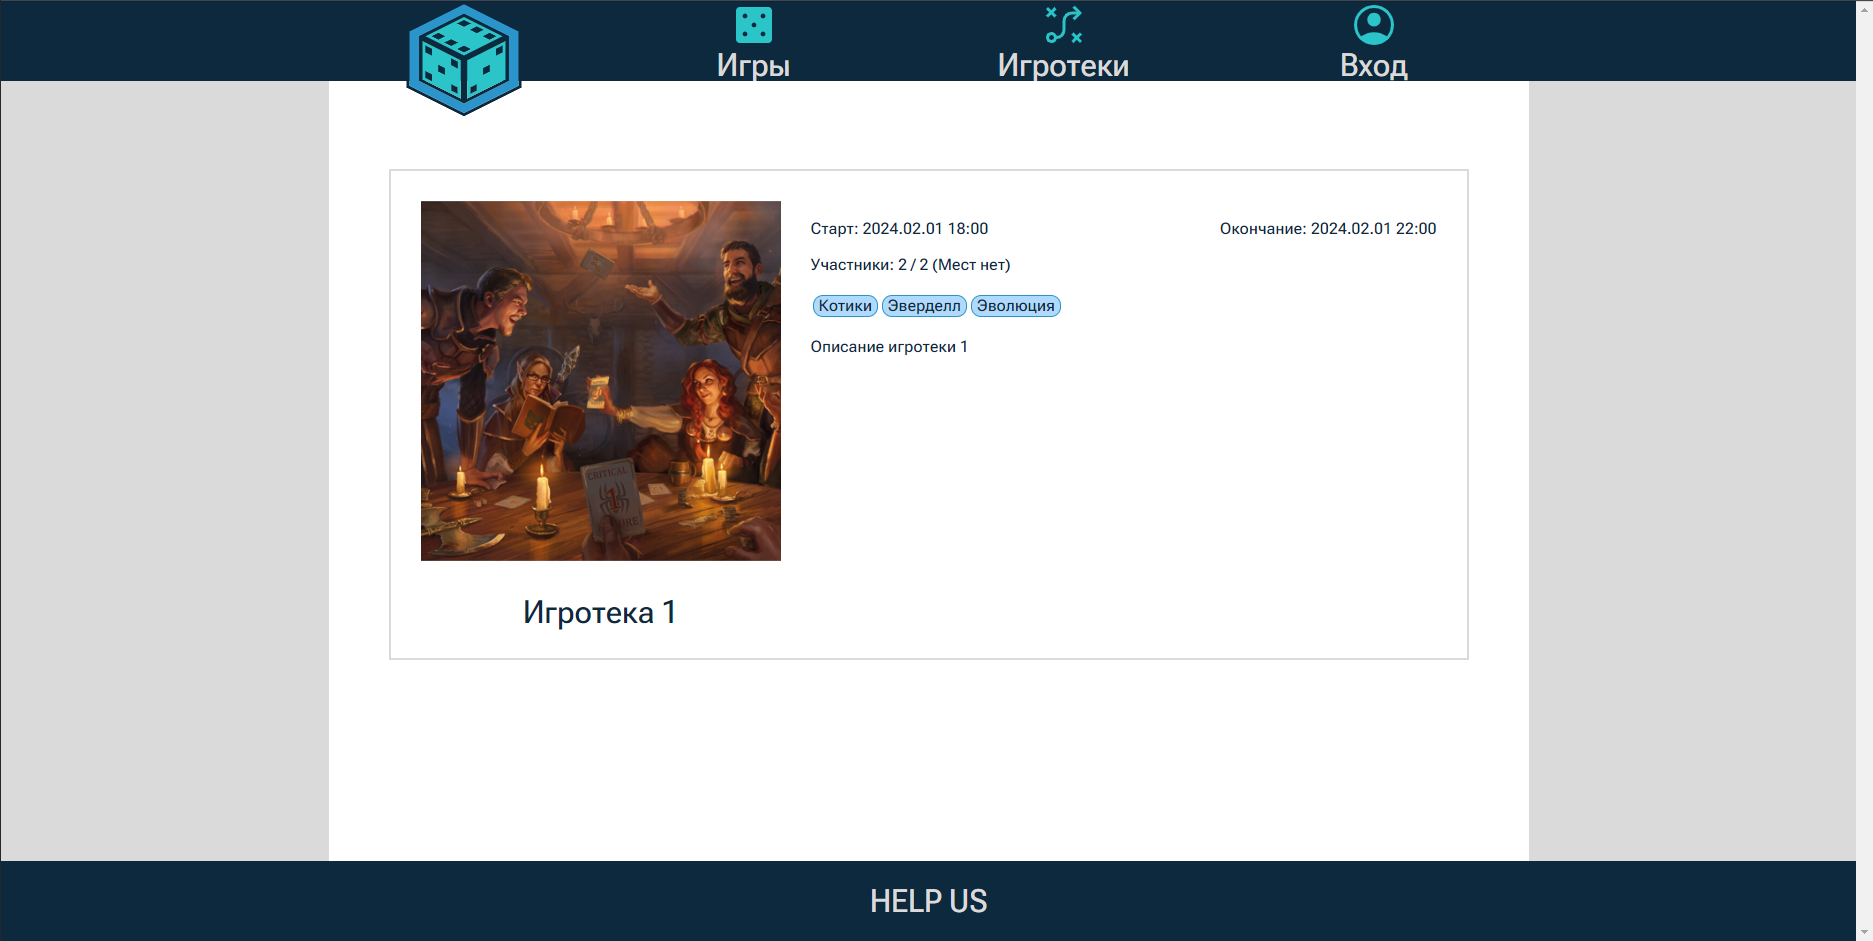 Игры
Игротеки
Вход
Старт: 2024.02.01 18:00
Окончание: 2024.02.01 22:00
Участники: 2 / 2 (Мест нет)
Котики
Эверделл
Эволюция
Описание игротеки 1
CRITICAL
1
Игротека 1
HELP US